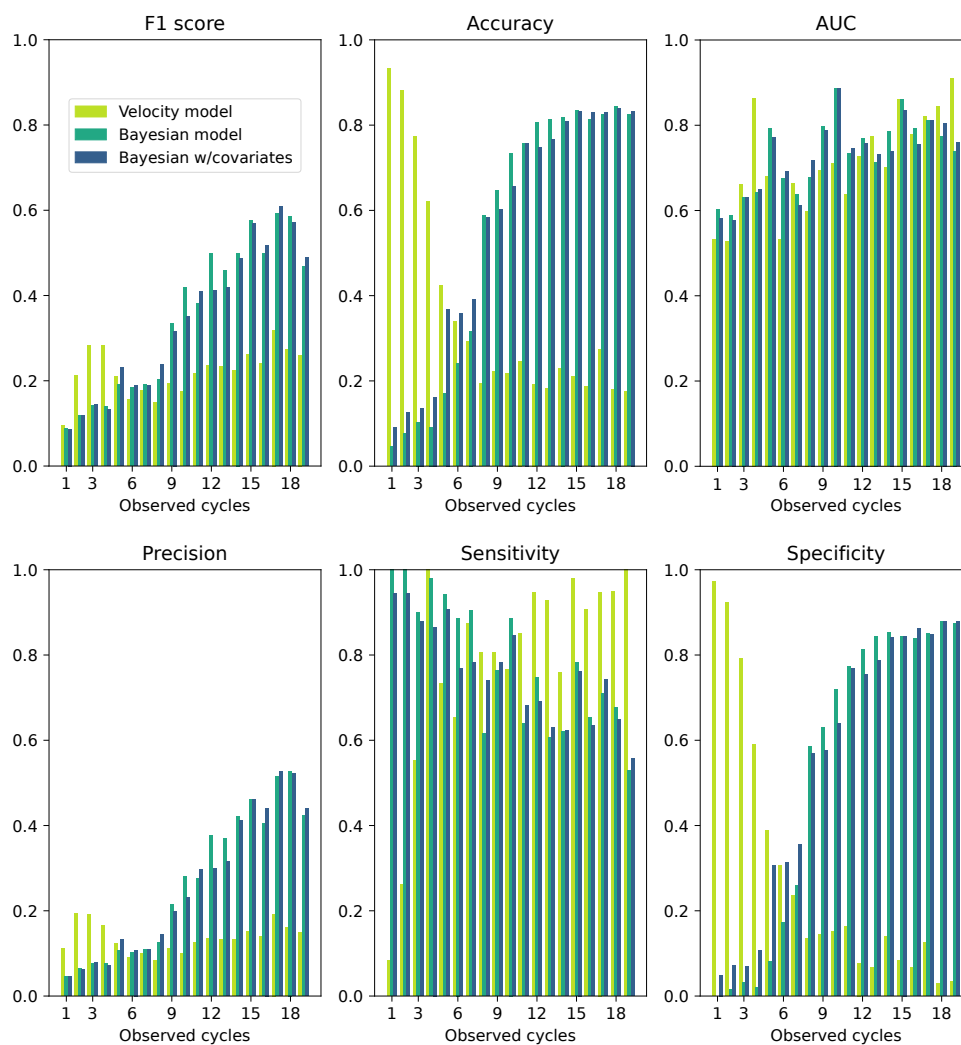 F1 score
Accuracy
AUC
1.0
0.8
0.6
0.4
0.2
0.0
1.0
0.8
0.6
0.4
0.2
0.0
1.0
0.8
0.6
0.4
0.2
0.0
Velocity model
Bayesian model
Bayesian w/covariates
1 3 6 9 12 15 18
1 3 6 9 12 15 18
1 3 6 9 12 15 18
Observed cycles
Observed cycles
Observed cycles
Precision
Sensitivity
Specificity
1.0
0.8
0.6
0.4
0.2
0.0
1.0
0.8
0.6
0.4
0.2
0.0
1.0
0.8
0.6
0.4
0.2
0.0
1 3 6 9 12 15 18
1 3 6 9 12 15 18
1 3 6 9 12 15 18
Observed cycles
Observed cycles
Observed cycles